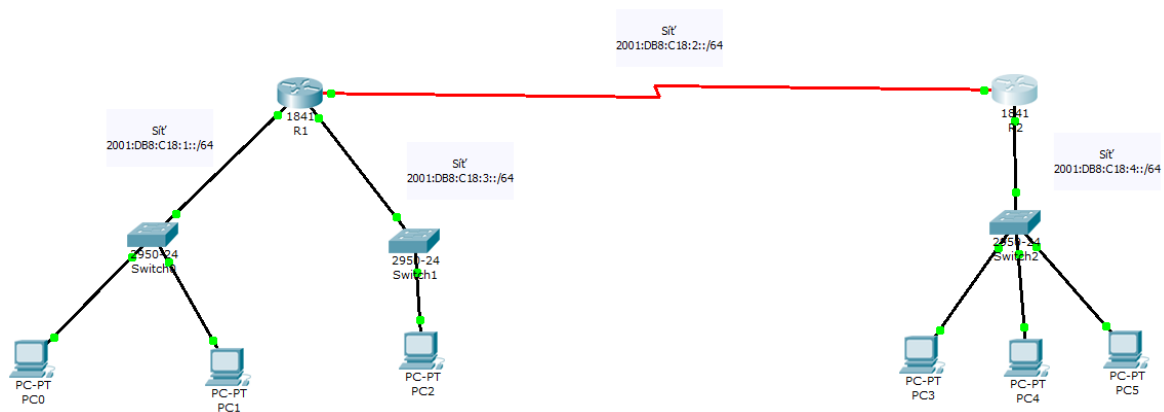 Síť
2001:DB8:C18:2::/64
1841
R1
1841
R2
Síť
2001:DB8:C18:1::/64
Síť
2001:DB8:C18:3::/64
Síť
2001:DB8:C18:4::/64
2950-24
Switch0
2950-24
Switch1
2950-24
Switch2
PC-PT
PC0
PC-PT
PC1
PC-PT
PC2
PC-PT
PC3
PC-PT
PC4
PC-PT
PC5